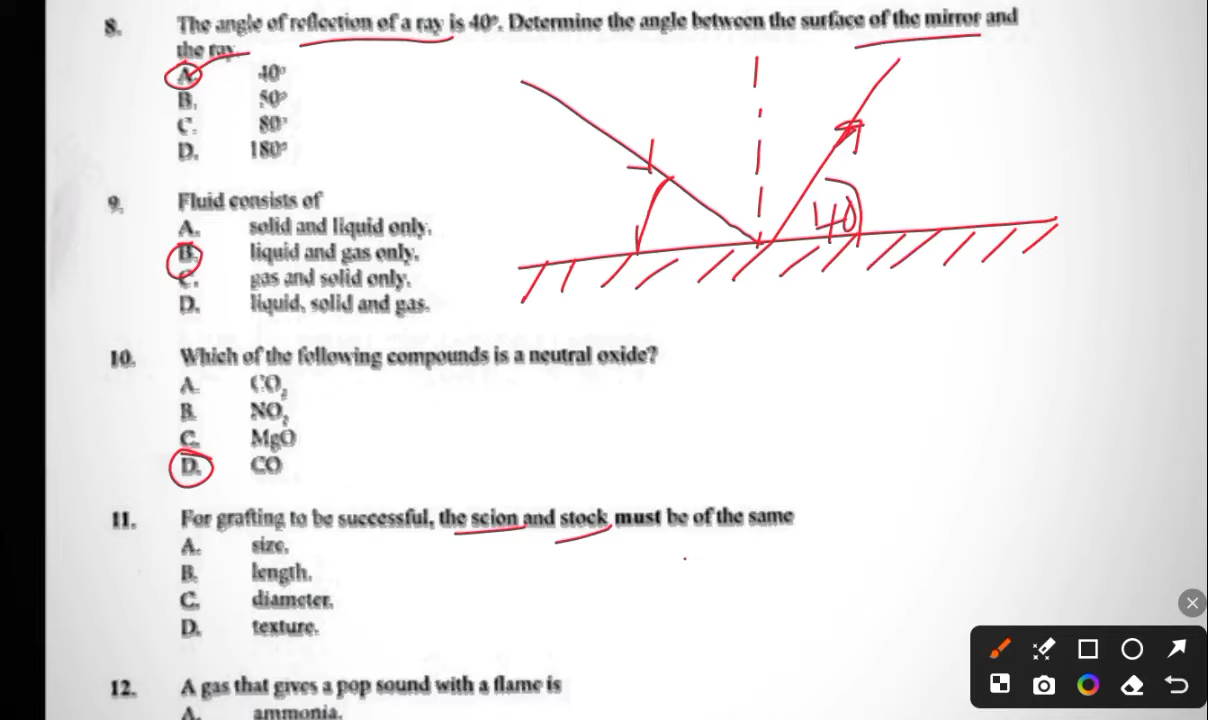 8. The angle of reflection of a ray is 40°. Determine the angle between the surface of the mirror and
the ray.
A. 40°
B. 50°
C. 80°
D. 180°
40
9. Fluid consists of
A. solid and liquid only.
B. liquid and gas only.
C. gas and solid only.
D. liquid, solid and gas.
10. Which of the following compounds is a neutral oxide?
A. CO₂
B. NO₂
C. MgO
D. CO
11. For grafting to be successful, the scion and stock must be of the same
A. size.
B. length.
C. diameter.
D. texture.
12. A gas that gives a pop sound with a flame is
A. ammonia.